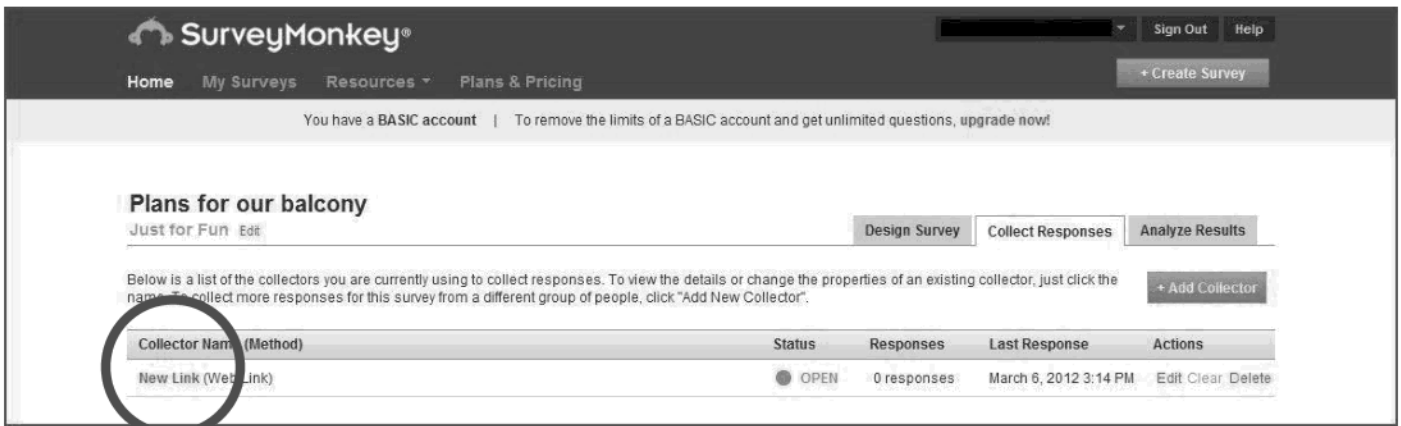 SurveyMonkey®
Sign Out Help
Home My Surveys Resources Plans & Pricing
+ Create Survey
You have a BASIC account | To remove the limits of a BASIC account and get unlimited questions, upgrade now!
Plans for our balcony
Just for Fun Edit
Design Survey Collect Responses Analyze Results
Below is a list of the collectors you are currently using to collect responses. To view the details or change the properties of an existing collector, just click the
name. To collect more responses for this survey from a different group of people, click "Add New Collector".
+ Add Collector
Collector Name (Method) Status Responses Last Response Actions
New Link (Web Link) OPEN 0 responses March 6, 2012 3:14 PM Edit Clear Delete